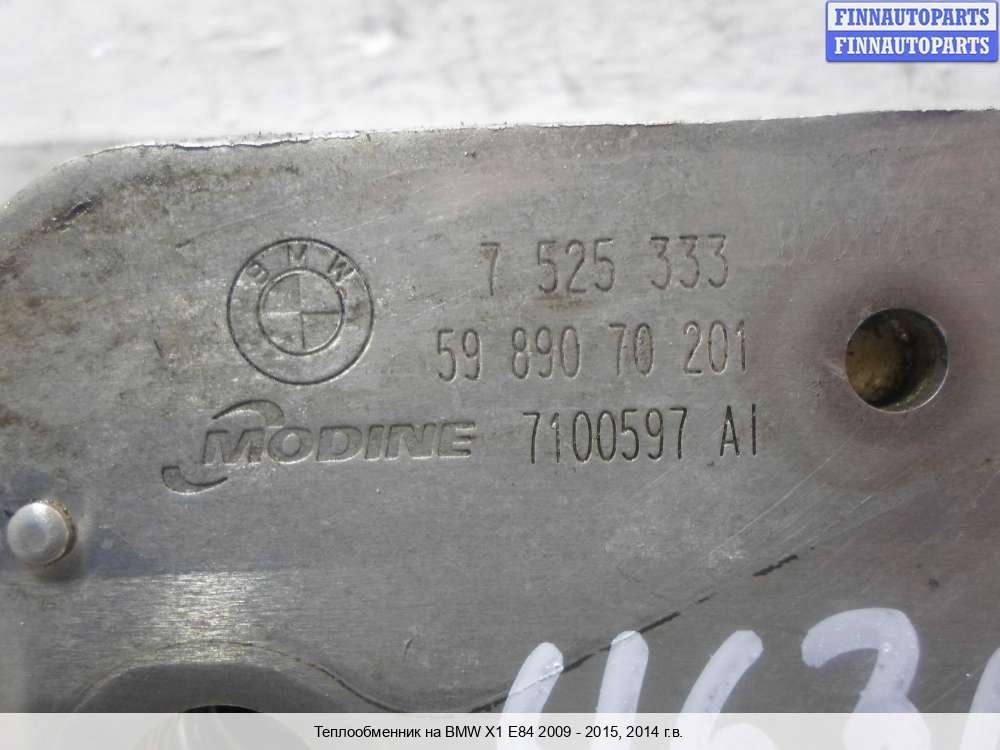 FINNAUTOPARTS
FINNAUTOPARTS
BMW
7 525 333
59 890 70 201
MODINE 7100597 AI
Теплообменник на BMW X1 E84 2009 - 2015, 2014 г.в.